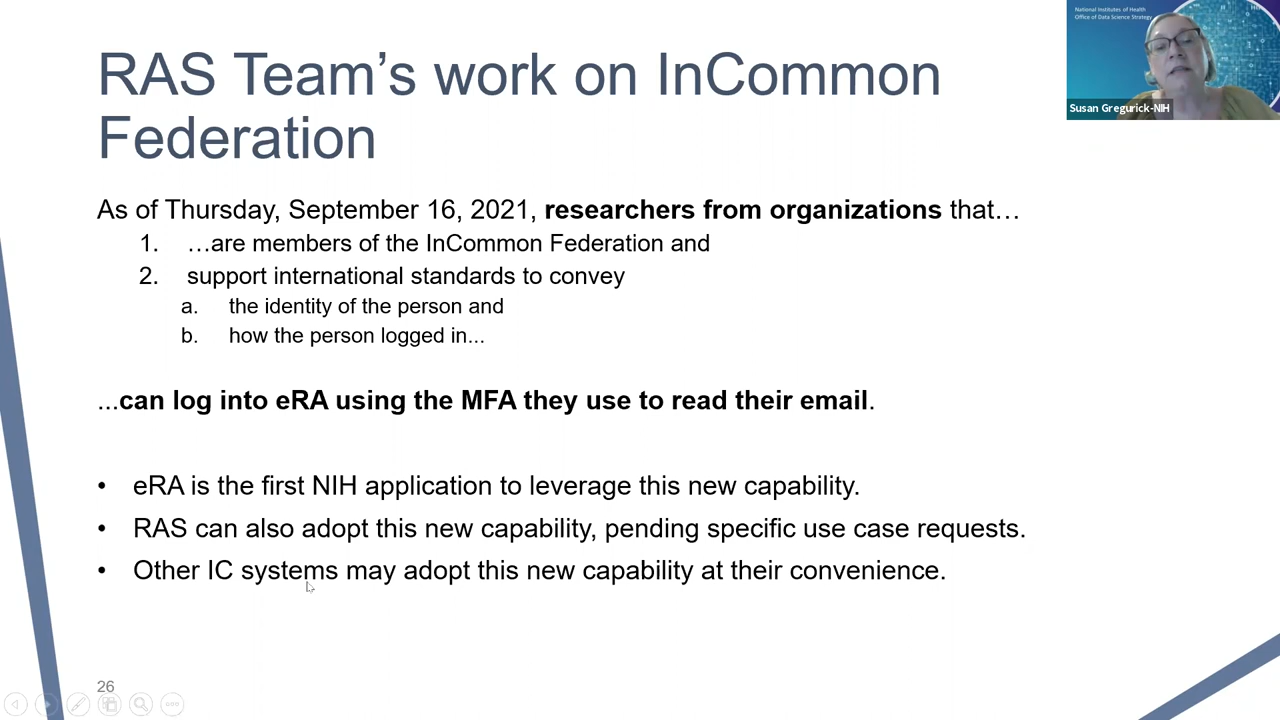 National Institutes of Health
Office of Data Science Strategy
Susan Gregurick-NIH
RAS Team’s work on InCommon
Federation
As of Thursday, September 16, 2021, researchers from organizations that…
1. …are members of the InCommon Federation and
2. support international standards to convey
a. the identity of the person and
b. how the person logged in...
...can log into eRA using the MFA they use to read their email.
• eRA is the first NIH application to leverage this new capability.
• RAS can also adopt this new capability, pending specific use case requests.
• Other IC systems may adopt this new capability at their convenience.
26